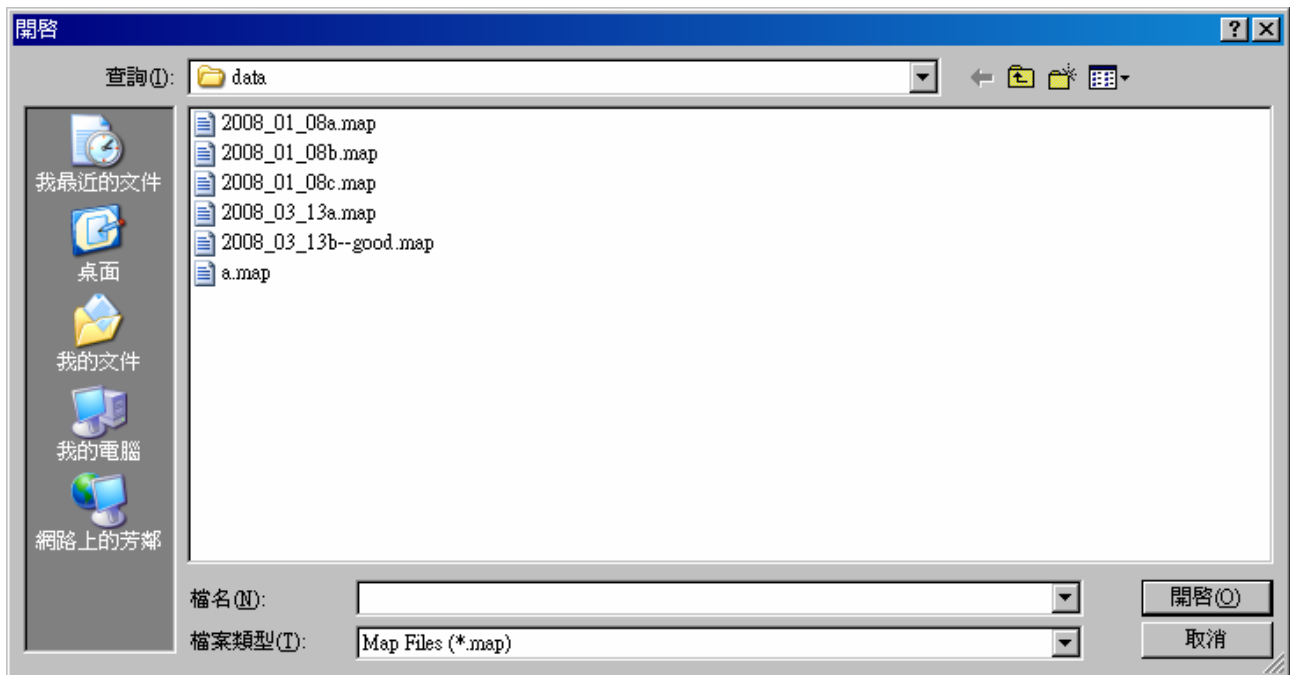 開啓
查詢(I): data
2008_01_08a.map
2008_01_08b.map
2008_01_08c.map
2008_03_13a.map
2008_03_13b--good.map
a.map
我最近的文件
桌面
我的文件
我的電腦
網路上的芳鄰
檔名(N):
開啓(O)
檔案類型(T): Map Files (*.map)
取消